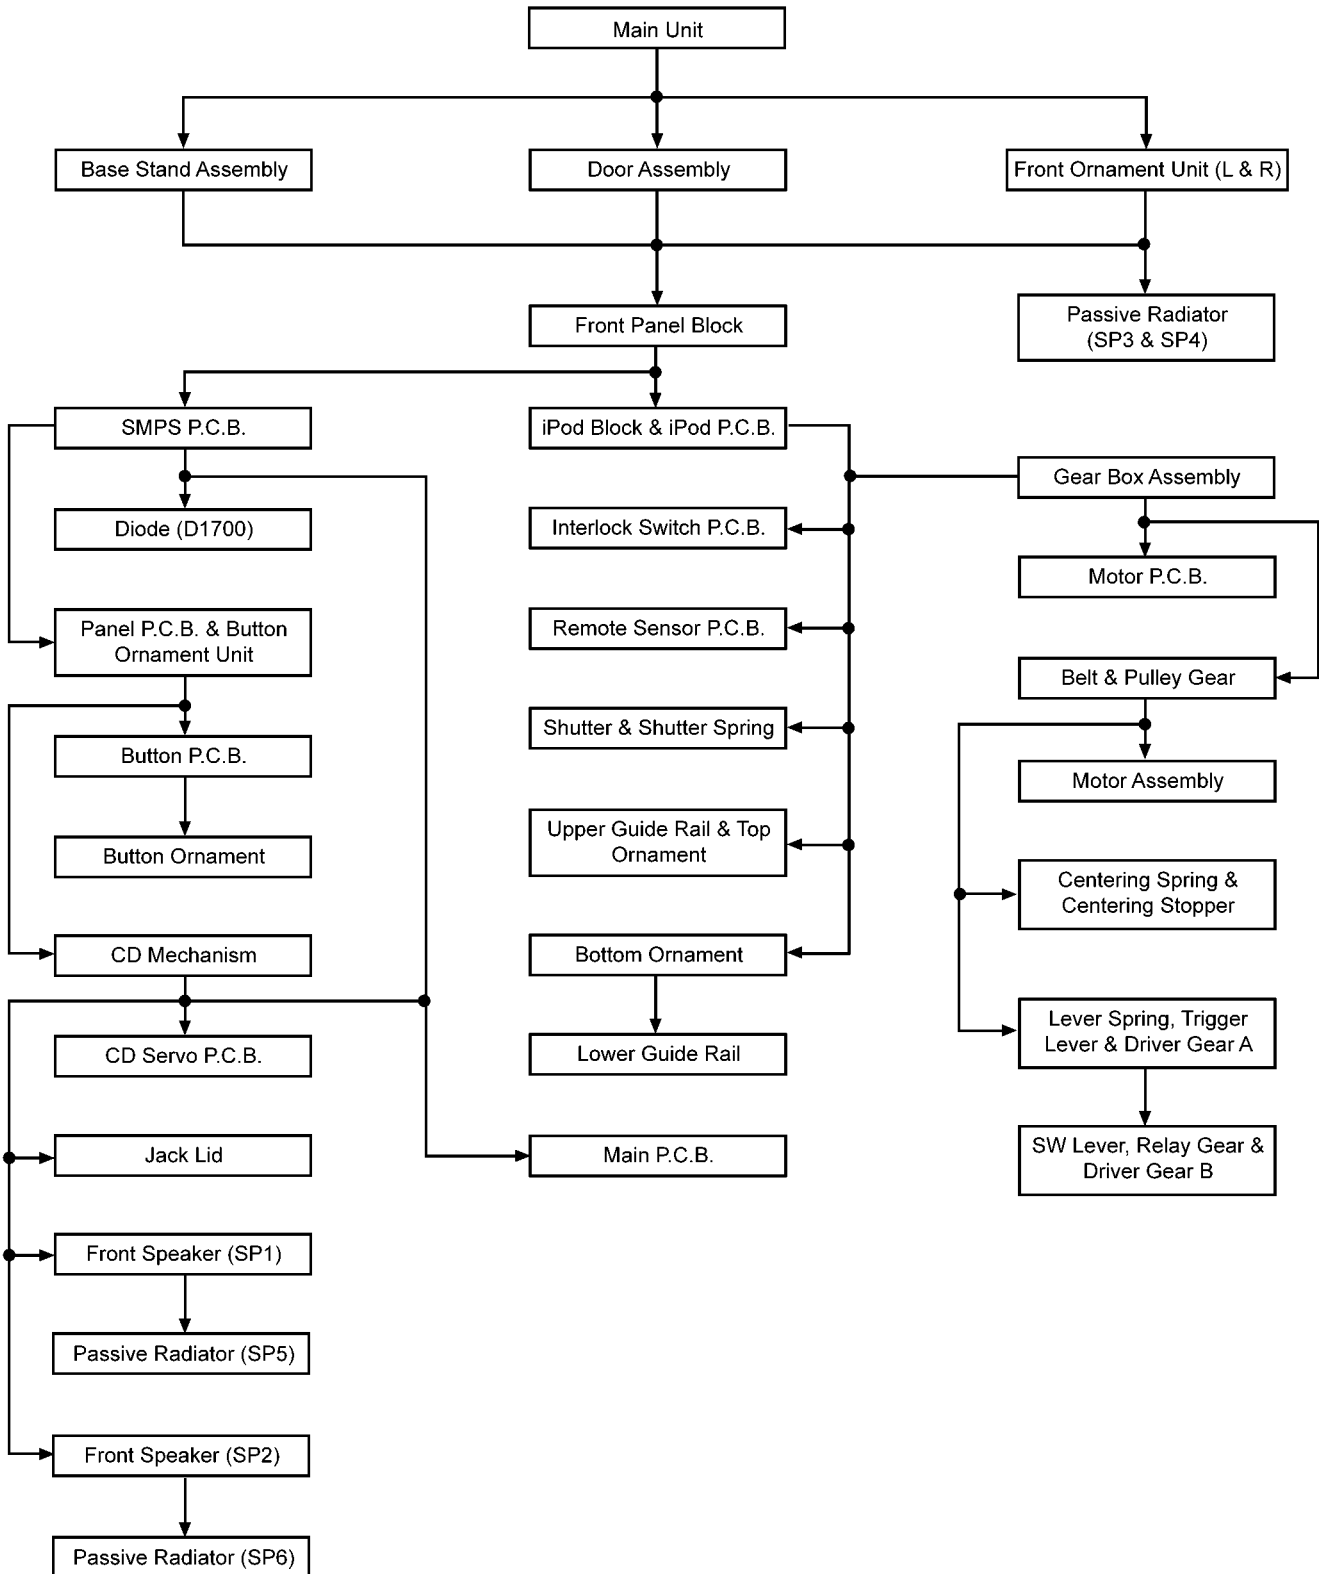 Main Unit
Base Stand Assembly
Door Assembly
Front Ornament Unit (L & R)
Front Panel Block
Passive Radiator
(SP3 & SP4)
SMPS P.C.B.
iPod Block & iPod P.C.B.
Gear Box Assembly
Diode (D1700)
Interlock Switch P.C.B.
Motor P.C.B.
Panel P.C.B. & Button
Ornament Unit
Remote Sensor P.C.B.
Belt & Pulley Gear
Button P.C.B.
Shutter & Shutter Spring
Motor Assembly
Button Ornament
Upper Guide Rail & Top
Ornament
Centering Spring &
Centering Stopper
CD Mechanism
Bottom Ornament
CD Servo P.C.B.
Lower Guide Rail
Lever Spring, Trigger
Lever & Driver Gear A
Jack Lid
Main P.C.B.
SW Lever, Relay Gear &
Driver Gear B
Front Speaker (SP1)
Passive Radiator (SP5)
Front Speaker (SP2)
Passive Radiator (SP6)